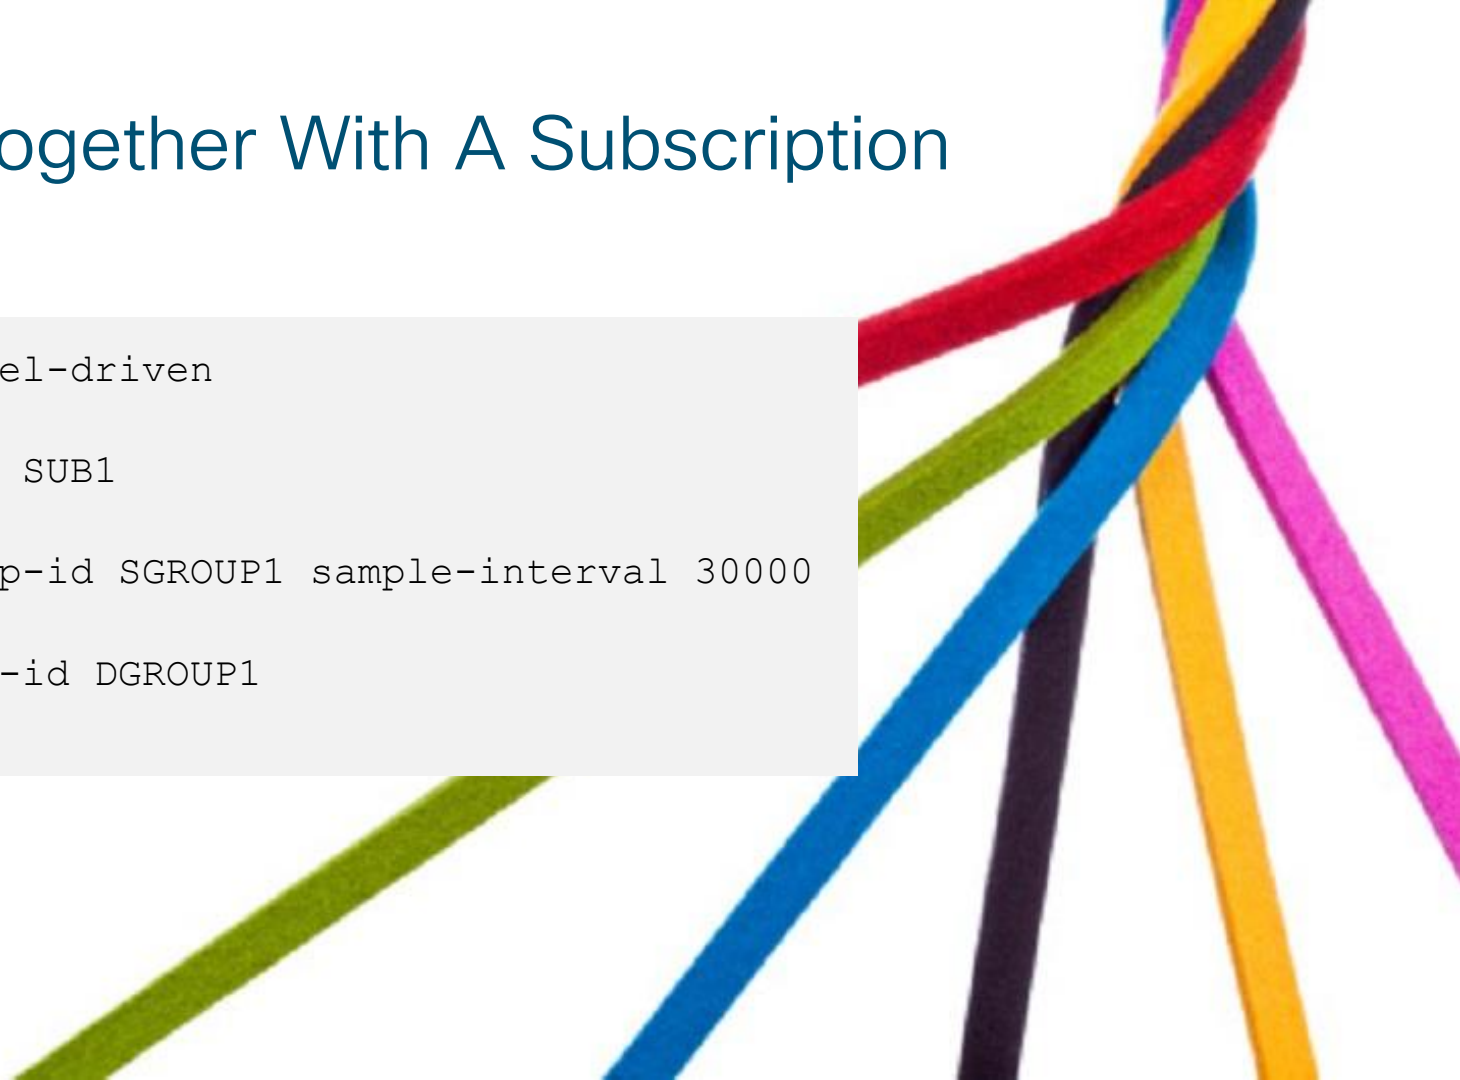 ogether With A Subscription
el-driven
SUB1
p-id SGROUP1 sample-interval 30000
-id DGROUP1